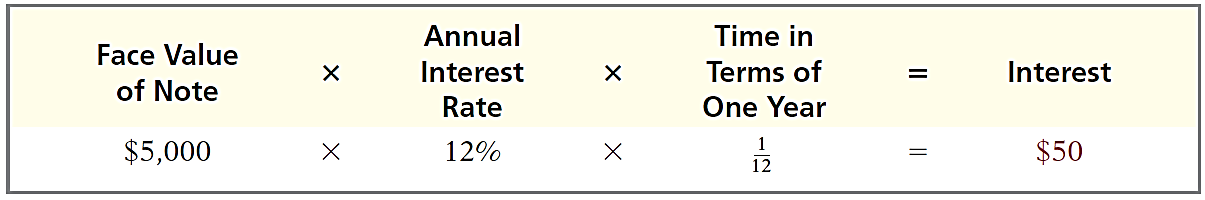 Face Value of Note × Annual Interest Rate × Time in Terms of One Year = Interest
$5,000 × 12% × 1/12 = $50